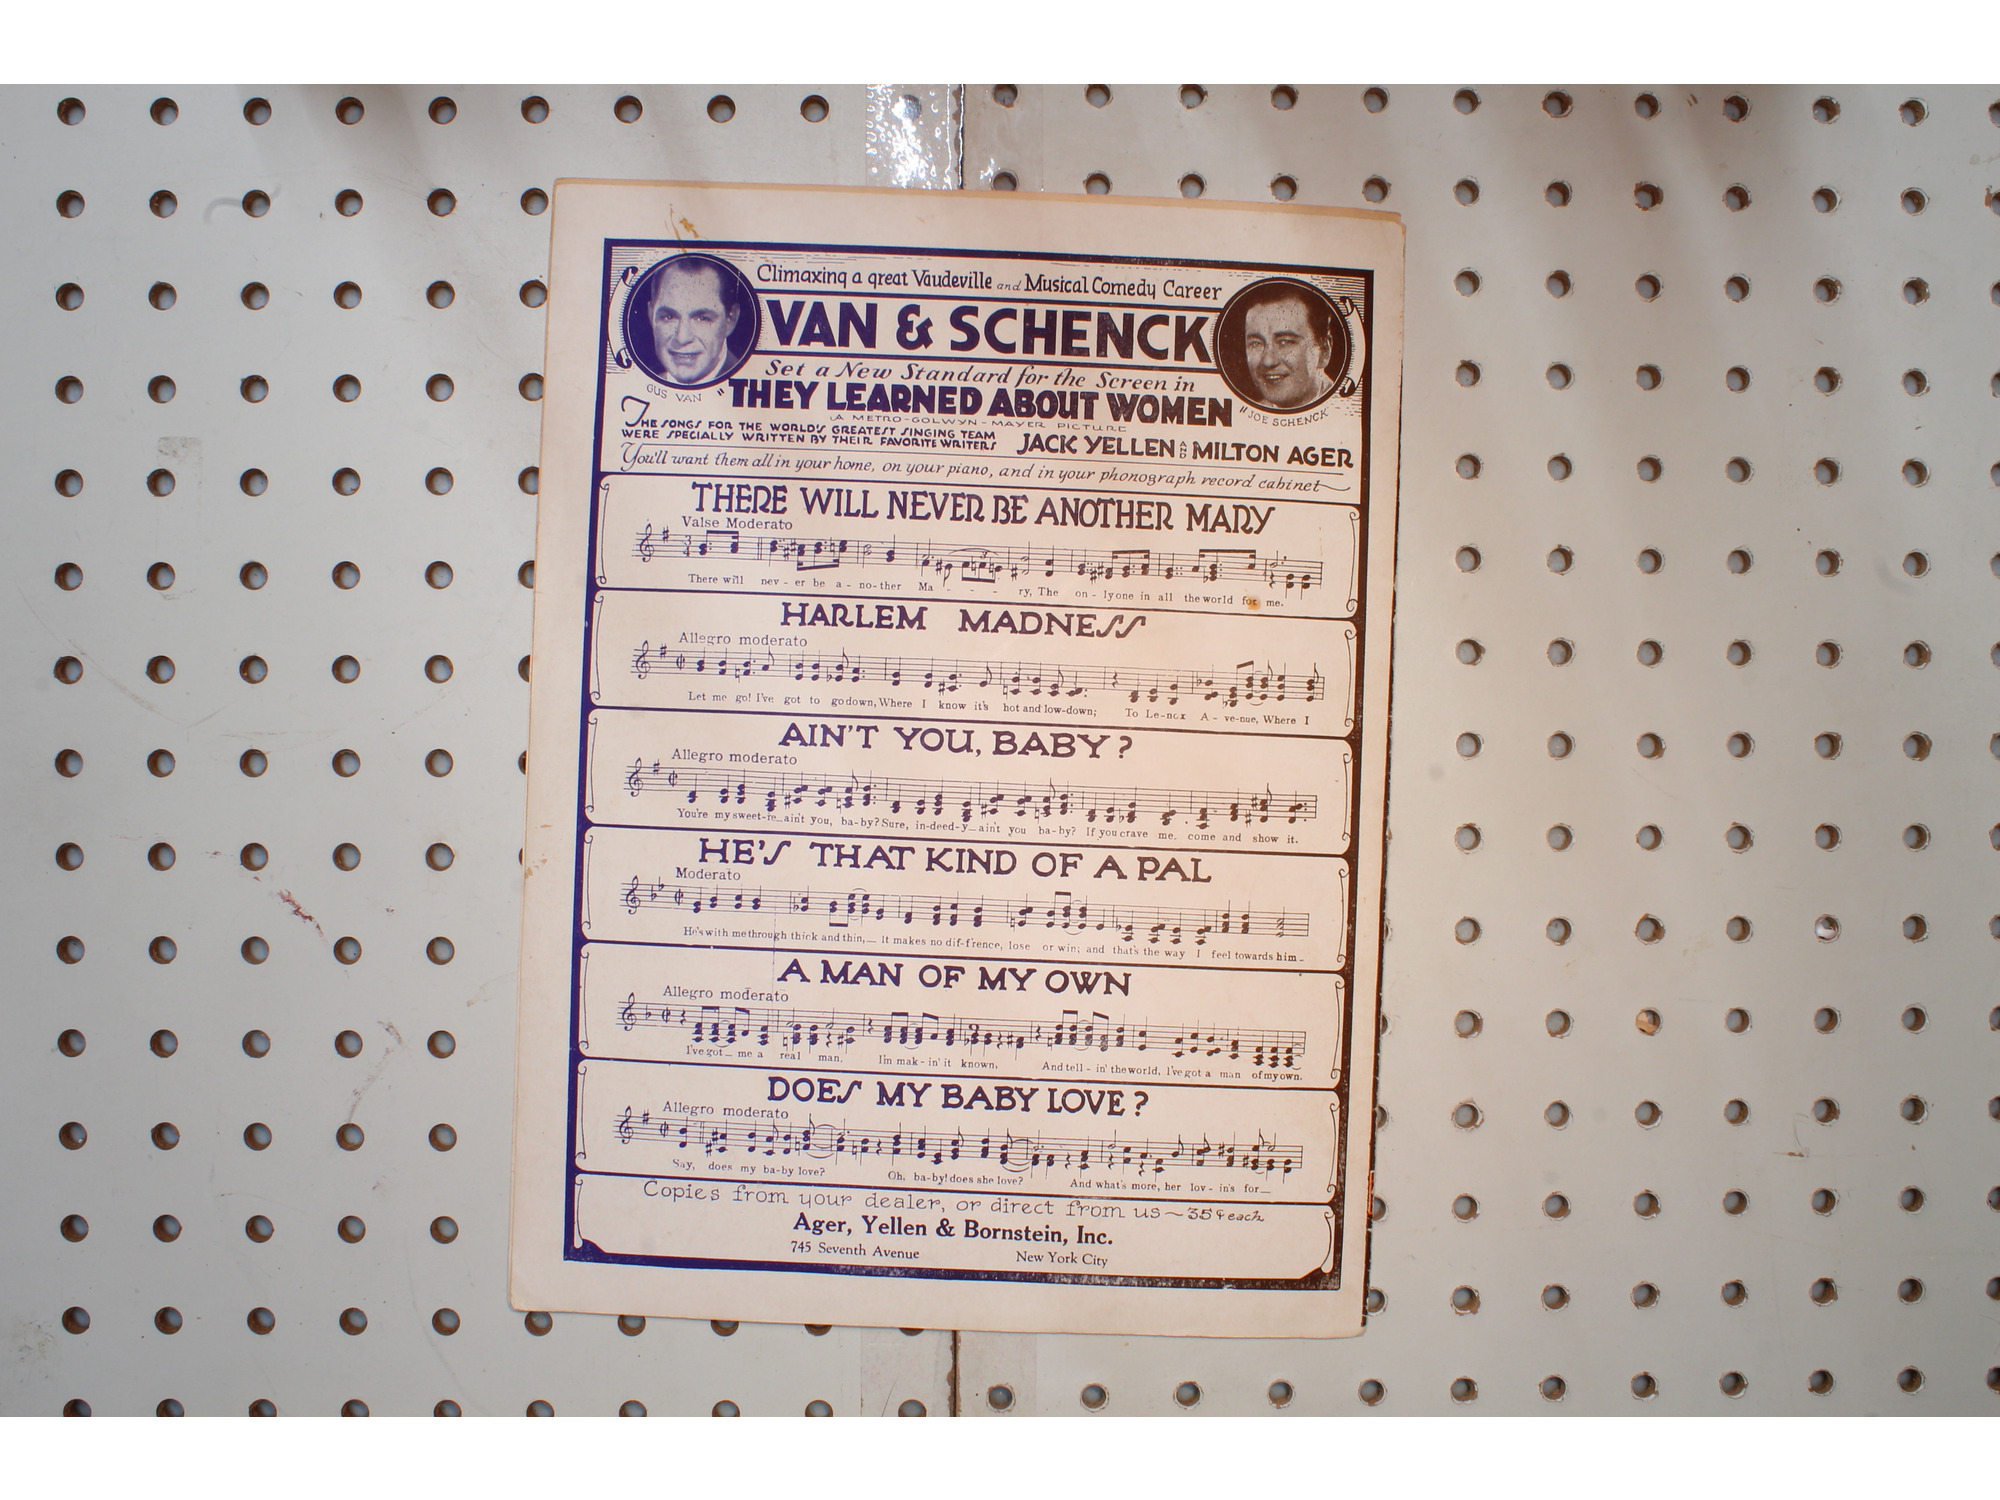 Climaxing a great Vaudeville and Musical Comedy Career
VAN & SCHENCK
Set a New Standard for the Screen in
GUS VAN
"THEY LEARNED ABOUT WOMEN"
JOE SCHENCK
A METRO-GOLWYN-MAYER PICTURE
THE SONGS FOR THE WORLD'S GREATEST SINGING TEAM
WERE SPECIALLY WRITTEN BY THEIR FAVORITE WRITERS
JACK YELLEN AND MILTON AGER
You'll want them all in your home, on your piano, and in your phonograph record cabinet
THERE WILL NEVER BE ANOTHER MARY
Valse Moderato
There will nev-er be a-no-ther Ma - - - ry, The on-ly one in all the world for me.
HARLEM MADNESS
Allegro moderato
Let me go! I've got to go down, Where I know it's hot and low-down; To Le-nox A-ve-nue, Where I
AIN'T YOU, BABY?
Allegro moderato
You're my sweet-re_ain't you, ba-by? Sure, in-deed-y_ain't you ba-by? If you crave me. come and show it.
HE'S THAT KIND OF A PAL
Moderato
He's with me through thick and thin,_ It makes no dif-f'rence, lose or win; and that's the way I feel towards him_
A MAN OF MY OWN
Allegro moderato
I've got_ me a real man. I'm mak-in' it known, And tell-in' the world, I've got a man of my own.
DOES MY BABY LOVE?
Allegro moderato
Say, does my ba-by love? Oh, ba-by! does she love? And what's more, her lov-in's for_
Copies from your dealer, or direct from us ~ 35¢ each
Ager, Yellen & Bornstein, Inc.
745 Seventh Avenue New York City